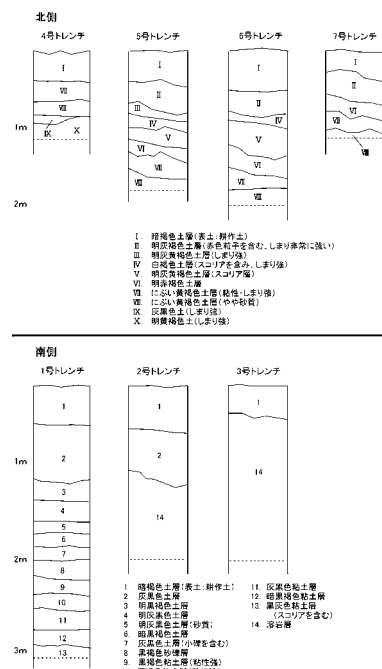 北側
4号トレンチ 5号トレンチ 6号トレンチ 7号トレンチ
Ⅰ
Ⅶ
Ⅷ
Ⅸ Ⅹ
Ⅰ
Ⅱ
Ⅲ
Ⅳ
Ⅴ
Ⅵ
Ⅶ
Ⅷ
Ⅰ
Ⅱ
Ⅳ
Ⅴ
Ⅵ
Ⅶ
Ⅷ
Ⅰ
Ⅱ
Ⅵ
Ⅶ
Ⅷ
1m
2m
Ⅰ. 暗褐色土層(表土:耕作土)
Ⅱ. 明灰褐色土層(赤色粒子を含む、しまり非常に強い)
Ⅲ. 明灰黄褐色土層(しまり強)
Ⅳ. 白褐色土層(スコリアを含み、しまり強)
Ⅴ. 明灰黄褐色土層(スコリア層)
Ⅵ. 明赤褐色土層
Ⅶ. にぶい黄褐色土層(粘性・しまり強)
Ⅷ. にぶい黄褐色土層(やや砂質)
Ⅸ. 灰黒色土(しまり強)
Ⅹ. 明黄褐色土(しまり強)
南側
1号トレンチ 2号トレンチ 3号トレンチ
1
2
3
4
5
6
7
8
9
10
11
12
13
1
2
14
1
14
1m
2m
3m
1 暗褐色土層(表土:耕作土)
2 灰黒色土層
3 明黒褐色土層
4 明灰黒色土層
5 明灰黒色土層(砂質)
6 暗黒褐色土層
7 灰黒色土層(小礫を含む)
8 黒褐色砂礫層
9 黒褐色粘土層(粘性強)
11. 灰黒色粘土層
12. 暗黒褐色粘土層
13. 黒灰色粘土層
(スコリアを含む)
14. 溶岩層